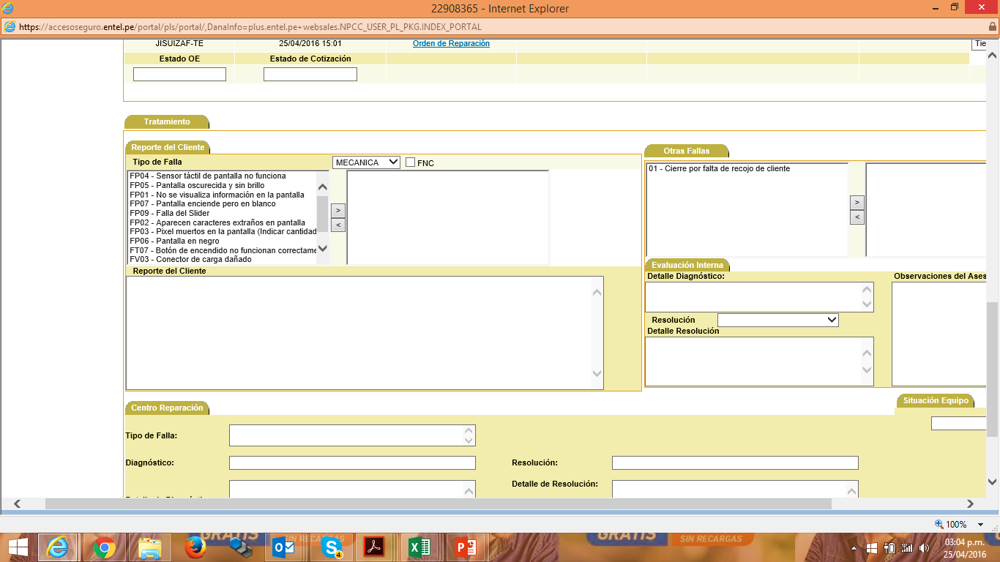 22908365 - Internet Explorer
https://accesoseguro.entel.pe/portal/pls/portal/,DanaInfo=plus.entel.pe+websales.NPCC_USER_PL_PKG.INDEX_PORTAL
JISUIZAF-TE 25/04/2016 15:01 Orden de Reparación Tie
Estado OE Estado de Cotización
Tratamiento
Reporte del Cliente
Tipo de Falla MECANICA FNC
FP04 - Sensor táctil de pantalla no funciona
FP05 - Pantalla oscurecida y sin brillo
FP01 - No se visualiza información en la pantalla
FP07 - Pantalla enciende pero en blanco
FP09 - Falla del Slider
FP02 - Aparecen caracteres extraños en pantalla
FP03 - Pixel muertos en la pantalla (Indicar cantidad
FP06 - Pantalla en negro
FT07 - Botón de encendido no funcionan correctame
FV03 - Conector de carga dañado
>
<
Reporte del Cliente
Otras Fallas
01 - Cierre por falta de recojo de cliente
>
<
Evaluación Interna
Detalle Diagnóstico: Observaciones del Ases
Resolución
Detalle Resolución
Centro Reparación
Situación Equipo
Tipo de Falla:
Diagnóstico: Resolución:
Detalle de Resolución:
100%
GRATIS
SIN RECARGAS
4
GRATIS
SIN RECARGAS
03:04 p.m.
25/04/2016